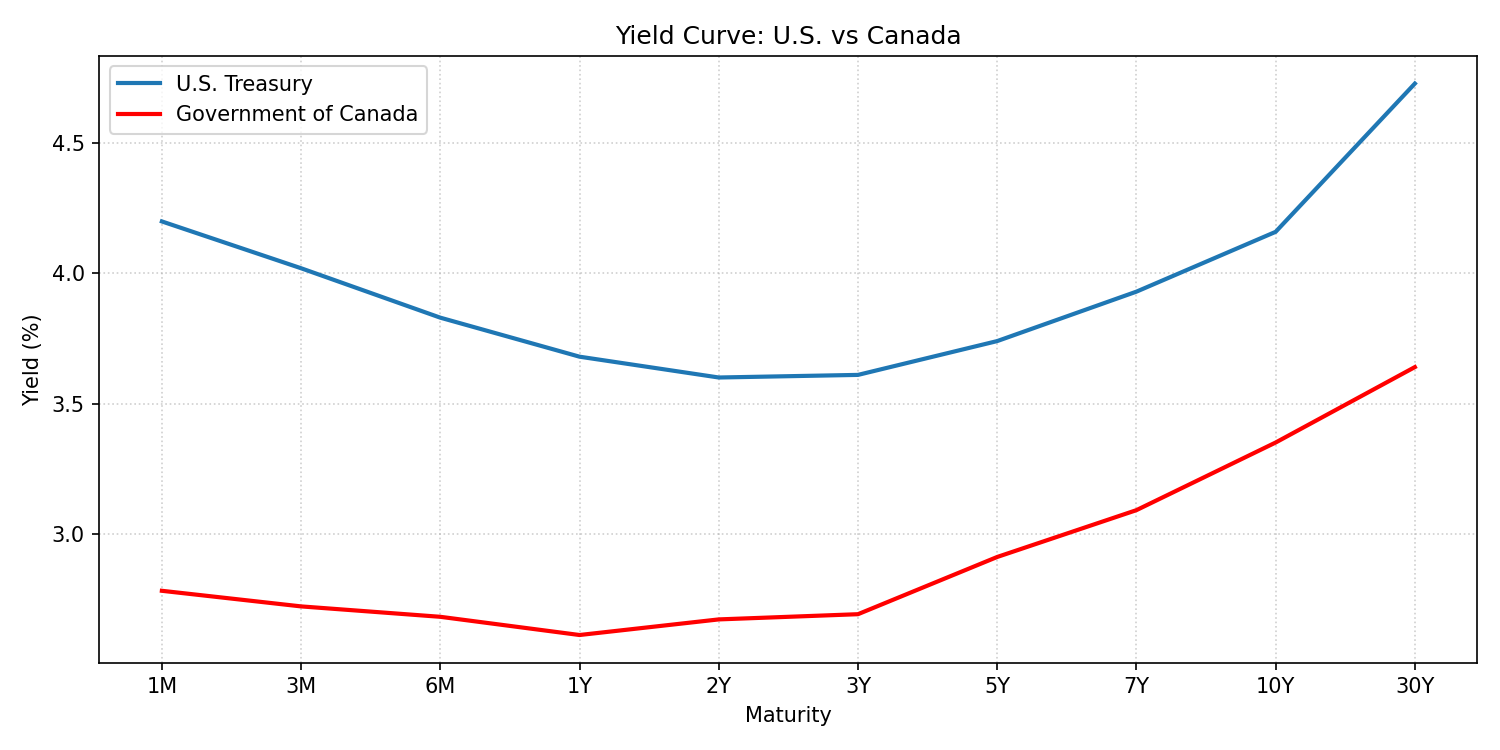 Yield Curve: U.S. vs Canada
U.S. Treasury
Government of Canada
4.5
4.0
3.5
3.0
Yield (%)
1M 3M 6M 1Y 2Y 3Y 5Y 7Y 10Y 30Y
Maturity